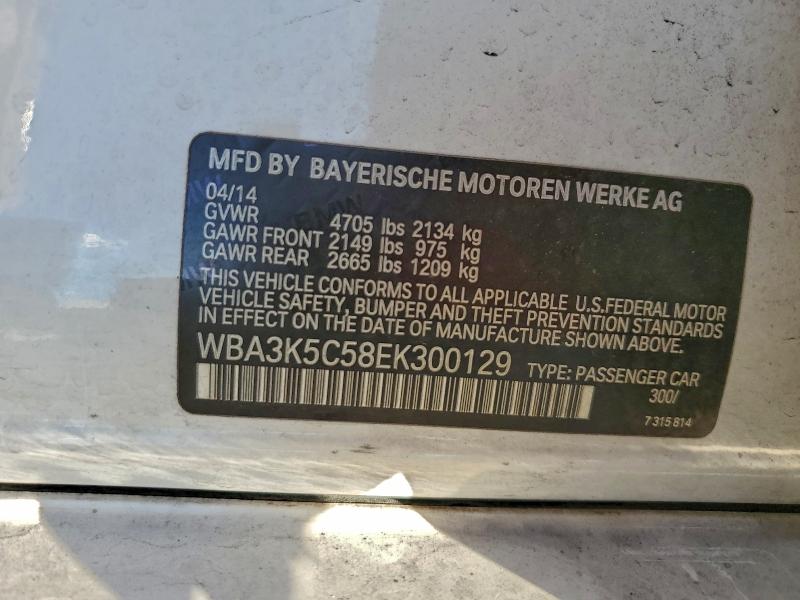 MFD BY BAYERISCHE MOTOREN WERKE AG
04/14
GVWR 4705 lbs 2134 kg
GAWR FRONT 2149 lbs 975 kg
GAWR REAR 2665 lbs 1209 kg
THIS VEHICLE CONFORMS TO ALL APPLICABLE U.S.FEDERAL MOTOR
VEHICLE SAFETY, BUMPER AND THEFT PREVENTION STANDARDS
IN EFFECT ON THE DATE OF MANUFACTURE SHOWN ABOVE.
WBA3K5C58EK300129 TYPE: PASSENGER CAR
300/
7 315 814